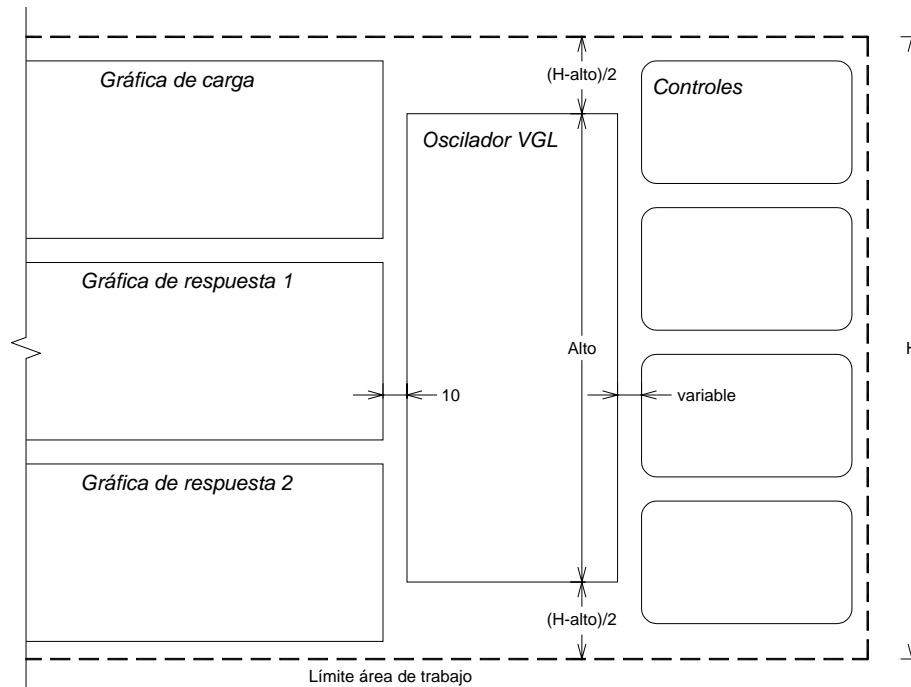 Gráfica de carga
(H-alto)/2
Controles
Oscilador VGL
Gráfica de respuesta 1
Alto
H
10
variable
Gráfica de respuesta 2
(H-alto)/2
Límite área de trabajo